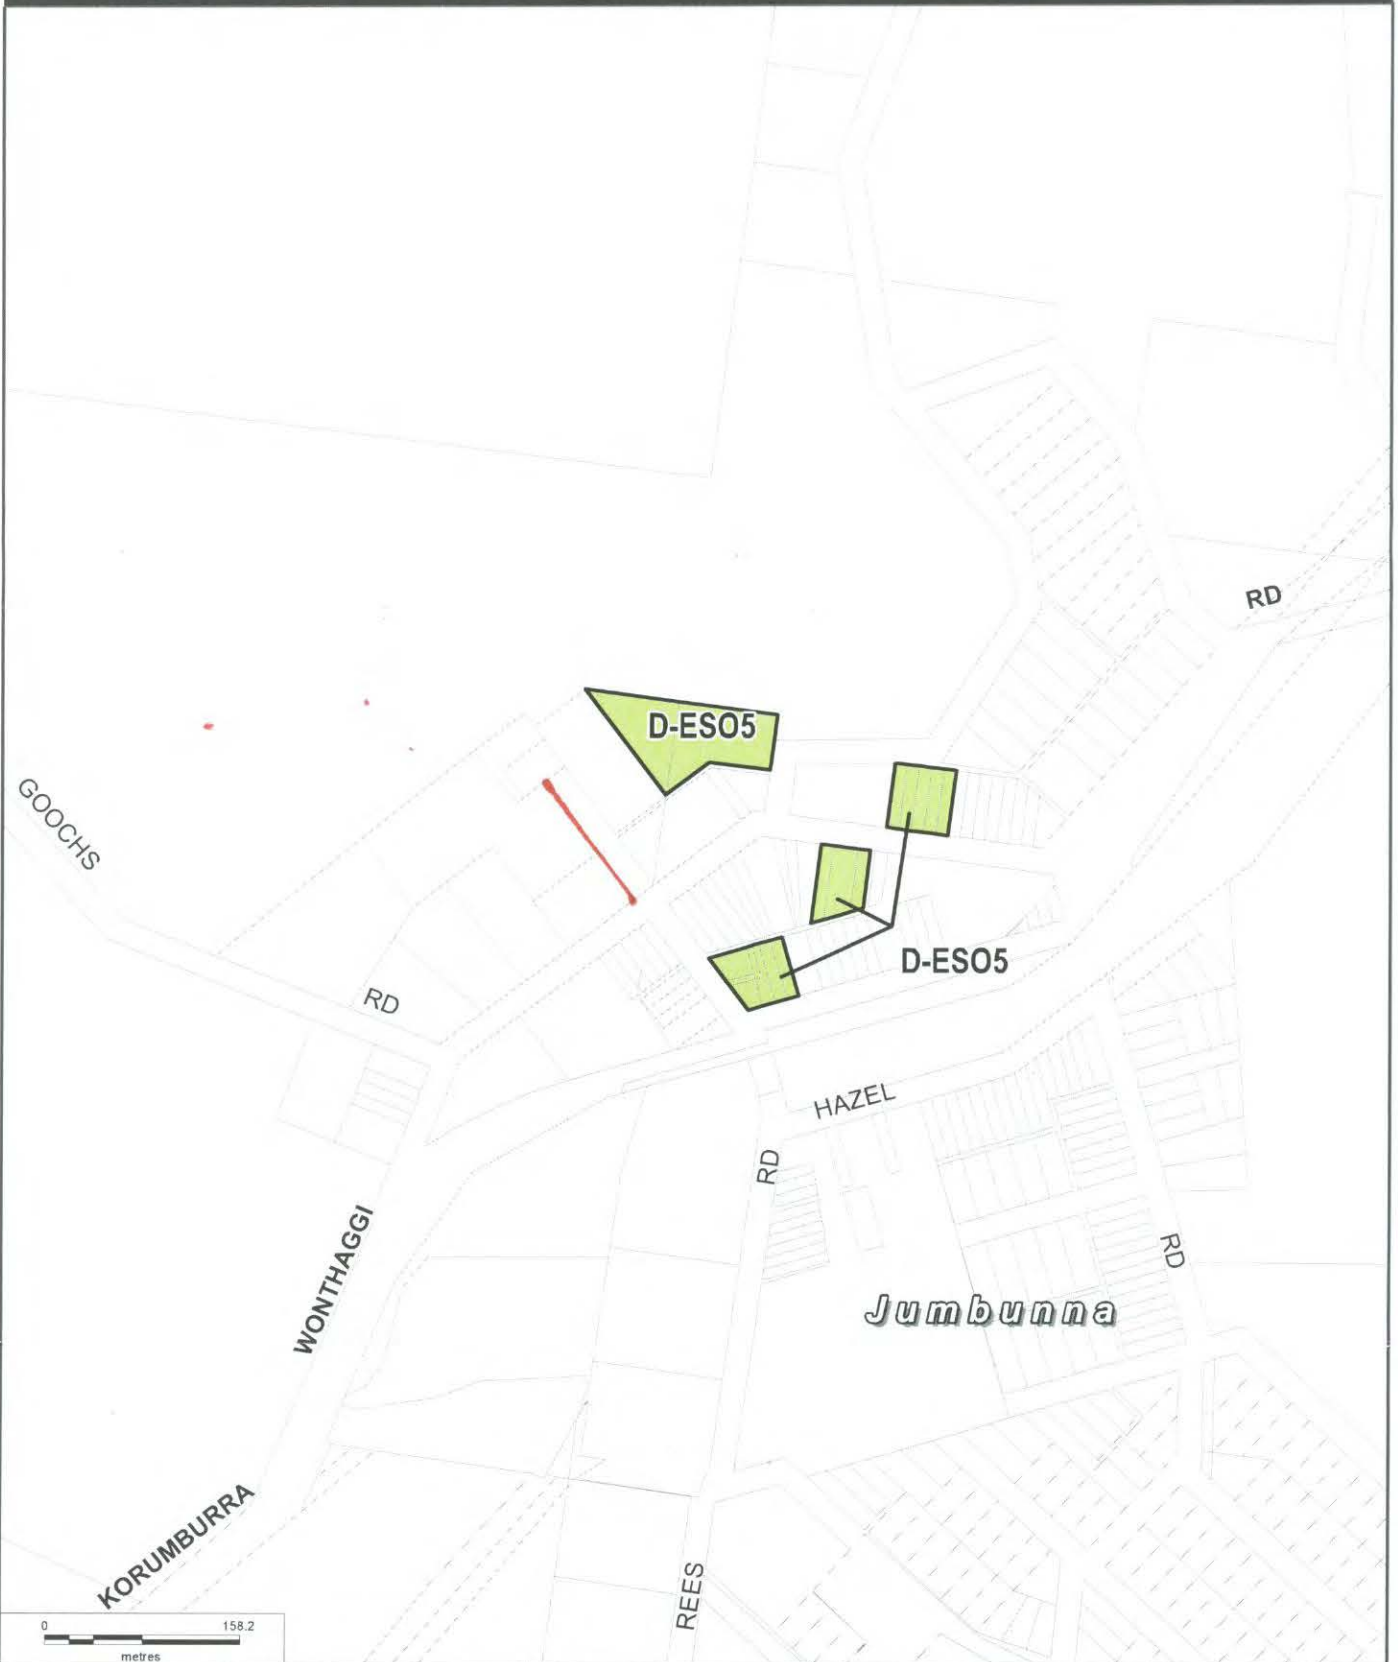 RD
D-ESO5
GOOCHS
D-ESO5
RD
HAZEL
RD
WONTHAGGI
RD
Jumbunna
KORUMBURRA
REES
0 158.2
metres